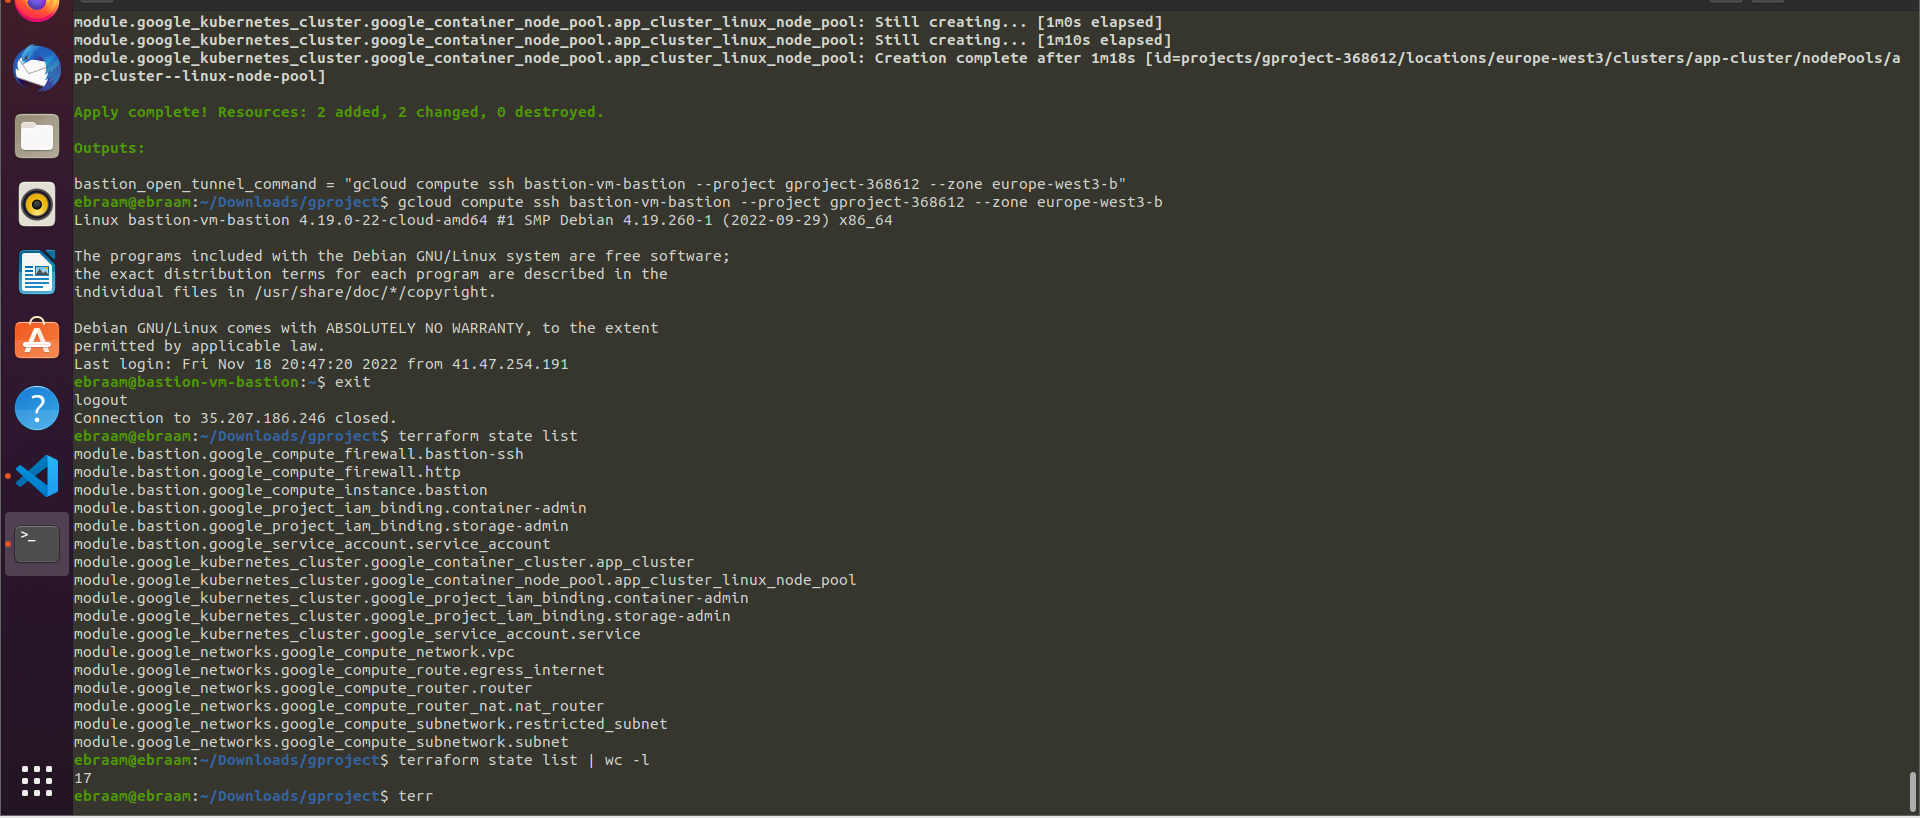 module.google_kubernetes_cluster.google_container_node_pool.app_cluster_linux_node_pool: Still creating... [1m0s elapsed]
module.google_kubernetes_cluster.google_container_node_pool.app_cluster_linux_node_pool: Still creating... [1m10s elapsed]
module.google_kubernetes_cluster.google_container_node_pool.app_cluster_linux_node_pool: Creation complete after 1m18s [id=projects/gproject-368612/locations/europe-west3/clusters/app-cluster/nodePools/a
pp-cluster--linux-node-pool]
Apply complete! Resources: 2 added, 2 changed, 0 destroyed.
Outputs:
bastion_open_tunnel_command = "gcloud compute ssh bastion-vm-bastion --project gproject-368612 --zone europe-west3-b"
ebraam@ebraam:~/Downloads/gproject$ gcloud compute ssh bastion-vm-bastion --project gproject-368612 --zone europe-west3-b
Linux bastion-vm-bastion 4.19.0-22-cloud-amd64 #1 SMP Debian 4.19.260-1 (2022-09-29) x86_64
The programs included with the Debian GNU/Linux system are free software;
the exact distribution terms for each program are described in the
individual files in /usr/share/doc/*/copyright.
Debian GNU/Linux comes with ABSOLUTELY NO WARRANTY, to the extent
permitted by applicable law.
Last login: Fri Nov 18 20:47:20 2022 from 41.47.254.191
ebraam@bastion-vm-bastion:~$ exit
logout
Connection to 35.207.186.246 closed.
ebraam@ebraam:~/Downloads/gproject$ terraform state list
module.bastion.google_compute_firewall.bastion-ssh
module.bastion.google_compute_firewall.http
module.bastion.google_compute_instance.bastion
module.bastion.google_project_iam_binding.container-admin
module.bastion.google_project_iam_binding.storage-admin
module.bastion.google_service_account.service_account
module.google_kubernetes_cluster.google_container_cluster.app_cluster
module.google_kubernetes_cluster.google_container_node_pool.app_cluster_linux_node_pool
module.google_kubernetes_cluster.google_project_iam_binding.container-admin
module.google_kubernetes_cluster.google_project_iam_binding.storage-admin
module.google_kubernetes_cluster.google_service_account.service
module.google_networks.google_compute_network.vpc
module.google_networks.google_compute_route.egress_internet
module.google_networks.google_compute_router.router
module.google_networks.google_compute_router_nat.nat_router
module.google_networks.google_compute_subnetwork.restricted_subnet
module.google_networks.google_compute_subnetwork.subnet
ebraam@ebraam:~/Downloads/gproject$ terraform state list | wc -l
17
ebraam@ebraam:~/Downloads/gproject$ terr